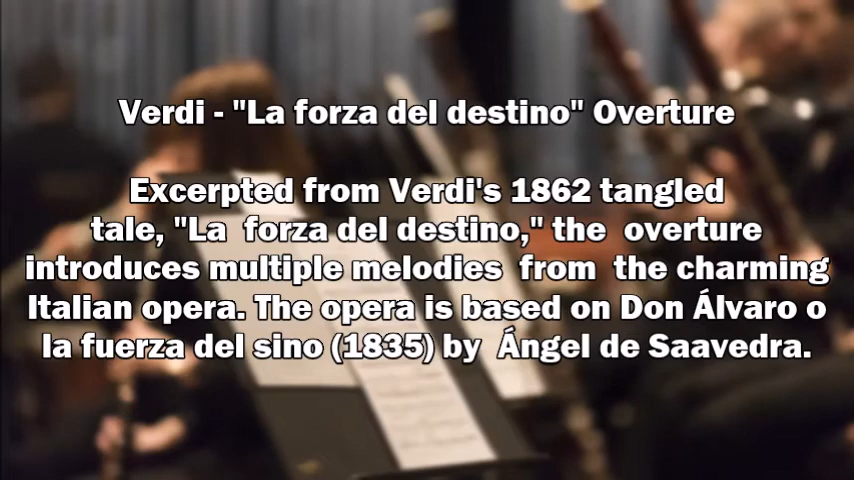 Verdi - "La forza del destino" Overture
Excerpted from Verdi's 1862 tangled
tale, "La forza del destino," the overture
introduces multiple melodies from the charming
Italian opera. The opera is based on Don Álvaro o
la fuerza del sino (1835) by Ángel de Saavedra.